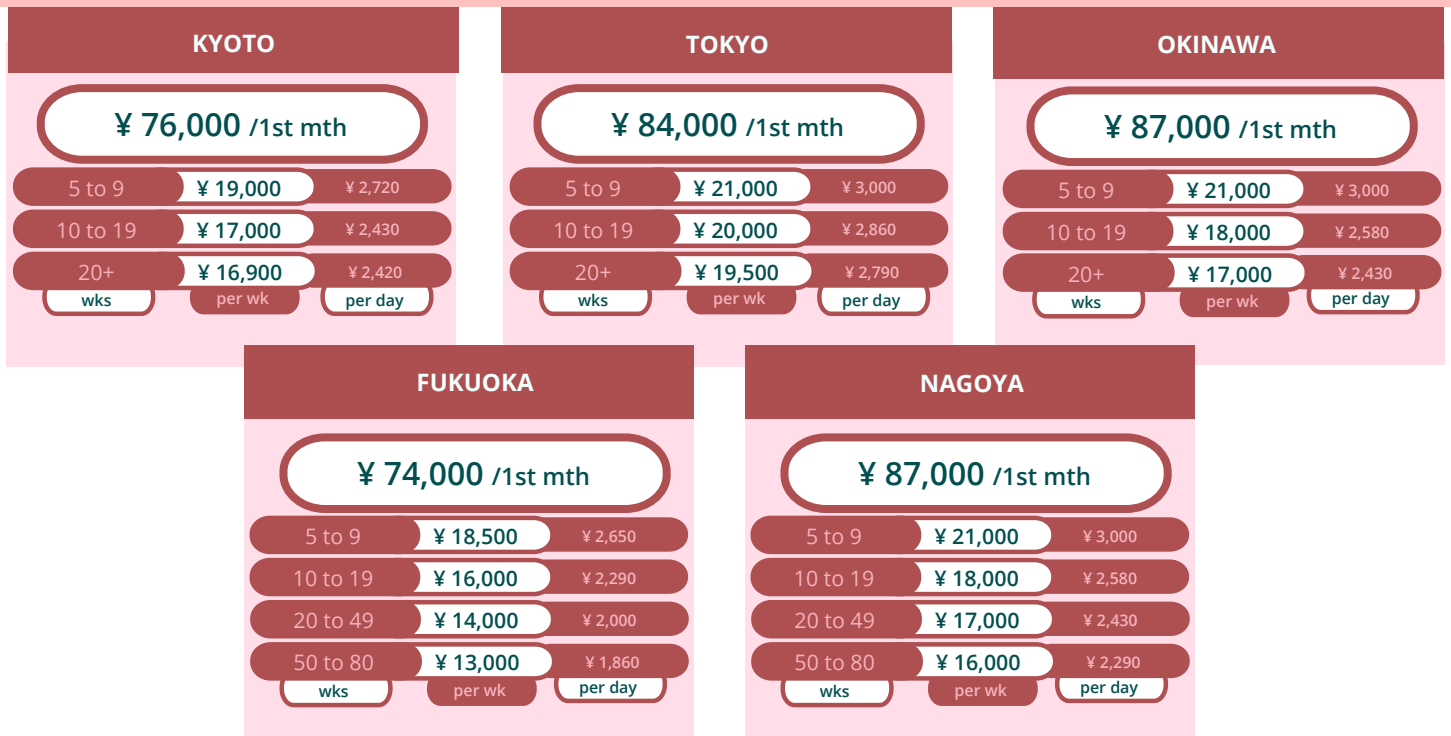 KYOTO
¥ 76,000 /1st mth
5 to 9 ¥ 19,000 ¥ 2,720
10 to 19 ¥ 17,000 ¥ 2,430
20+ ¥ 16,900 ¥ 2,420
wks per wk per day
TOKYO
¥ 84,000 /1st mth
5 to 9 ¥ 21,000 ¥ 3,000
10 to 19 ¥ 20,000 ¥ 2,860
20+ ¥ 19,500 ¥ 2,790
wks per wk per day
OKINAWA
¥ 87,000 /1st mth
5 to 9 ¥ 21,000 ¥ 3,000
10 to 19 ¥ 18,000 ¥ 2,580
20+ ¥ 17,000 ¥ 2,430
wks per wk per day
FUKUOKA
¥ 74,000 /1st mth
5 to 9 ¥ 18,500 ¥ 2,650
10 to 19 ¥ 16,000 ¥ 2,290
20 to 49 ¥ 14,000 ¥ 2,000
50 to 80 ¥ 13,000 ¥ 1,860
wks per wk per day
NAGOYA
¥ 87,000 /1st mth
5 to 9 ¥ 21,000 ¥ 3,000
10 to 19 ¥ 18,000 ¥ 2,580
20 to 49 ¥ 17,000 ¥ 2,430
50 to 80 ¥ 16,000 ¥ 2,290
wks per wk per day